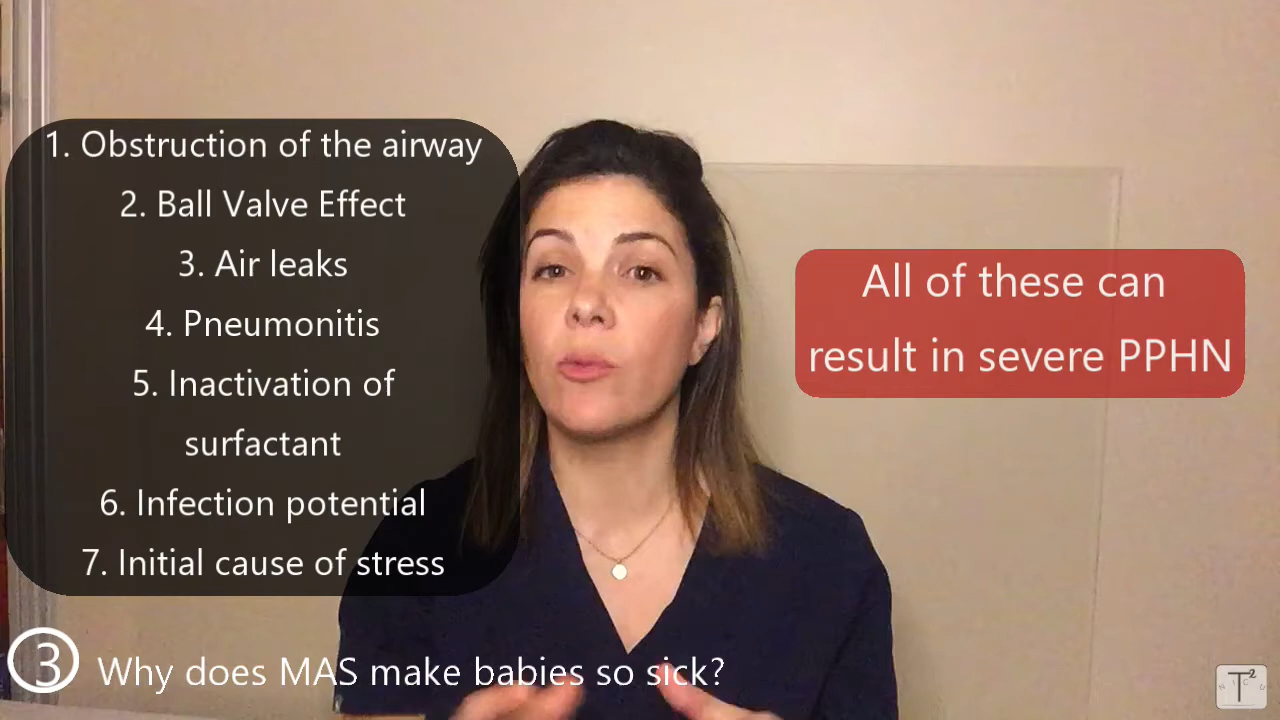 1. Obstruction of the airway
2. Ball Valve Effect
3. Air leaks
4. Pneumonitis
5. Inactivation of
surfactant
6. Infection potential
7. Initial cause of stress
All of these can
result in severe PPHN
3 Why does MAS make babies so sick?
T²